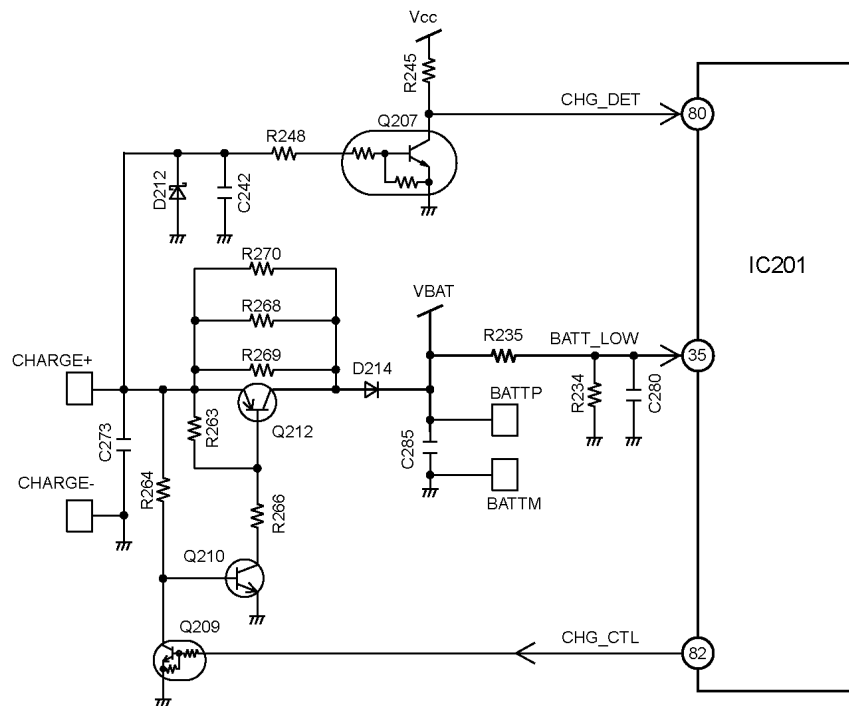 Vcc
R245
CHG_DET
80
Q207
R248
D212
C242
R270
IC201
VBAT
R268
R235
BATT_LOW
35
R269
CHARGE+
D214
BATTP
R234
C280
R263
Q212
C273
C285
CHARGE-
R264
R266
BATTM
Q210
Q209
CHG_CTL
82